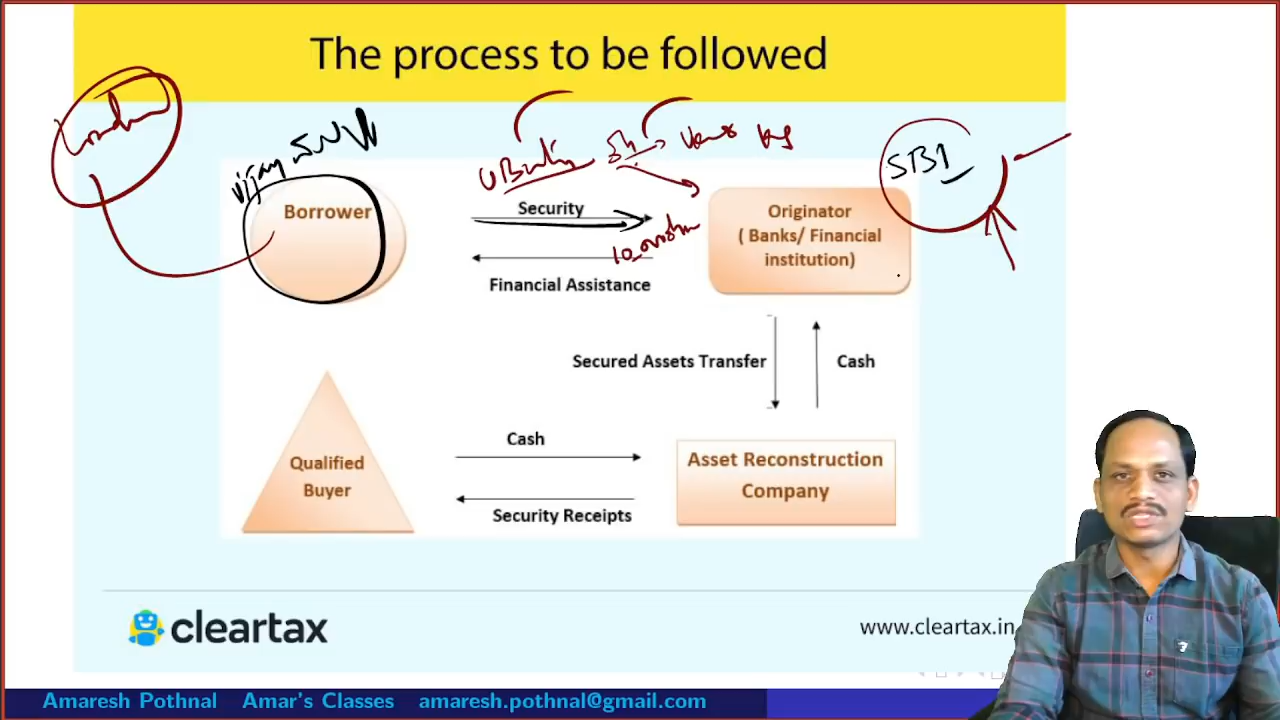 The process to be followed
vijay
SBI
UBanks
Borrower
Security
Originator
( Banks/ Financial
institution)
Financial Assistance
Secured Assets Transfer
Cash
Cash
Qualified
Buyer
Asset Reconstruction
Company
Security Receipts
cleartax
www.cleartax.in
Amaresh Pothnal Amar's Classes amaresh.pothnal@gmail.com